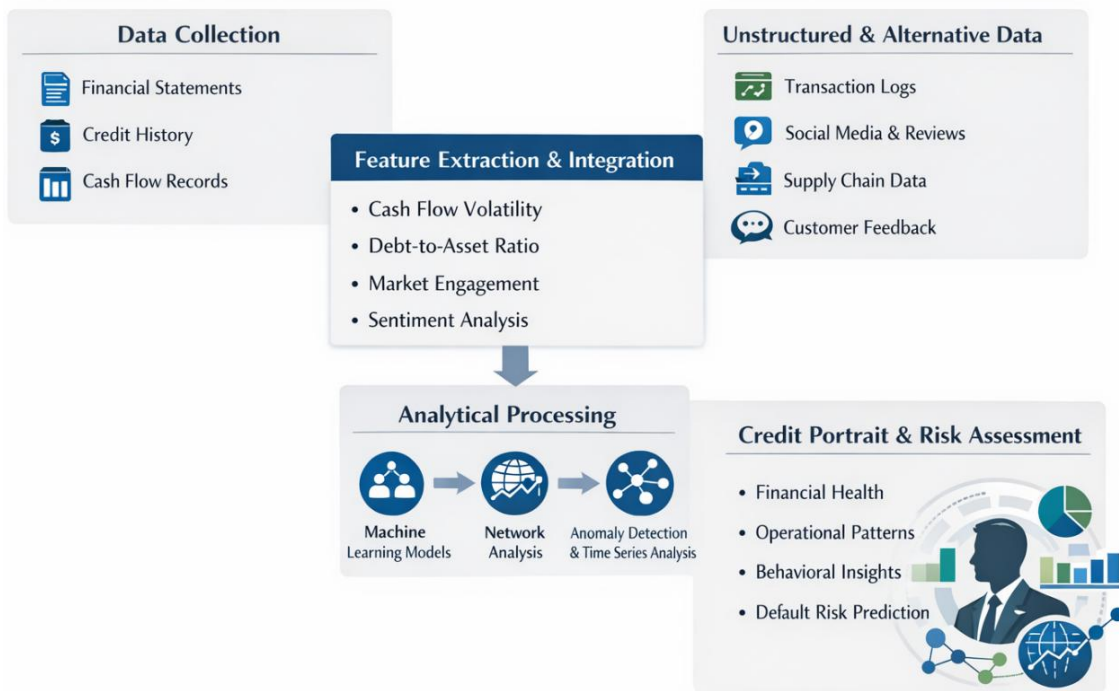 Data Collection
Financial Statements
Credit History
Cash Flow Records
Unstructured & Alternative Data
Transaction Logs
Social Media & Reviews
Supply Chain Data
Customer Feedback
Feature Extraction & Integration
• Cash Flow Volatility
• Debt-to-Asset Ratio
• Market Engagement
• Sentiment Analysis
Analytical Processing
Machine
Learning Models
Network
Analysis
Anomaly Detection
& Time Series Analysis
Credit Portrait & Risk Assessment
• Financial Health
• Operational Patterns
• Behavioral Insights
• Default Risk Prediction